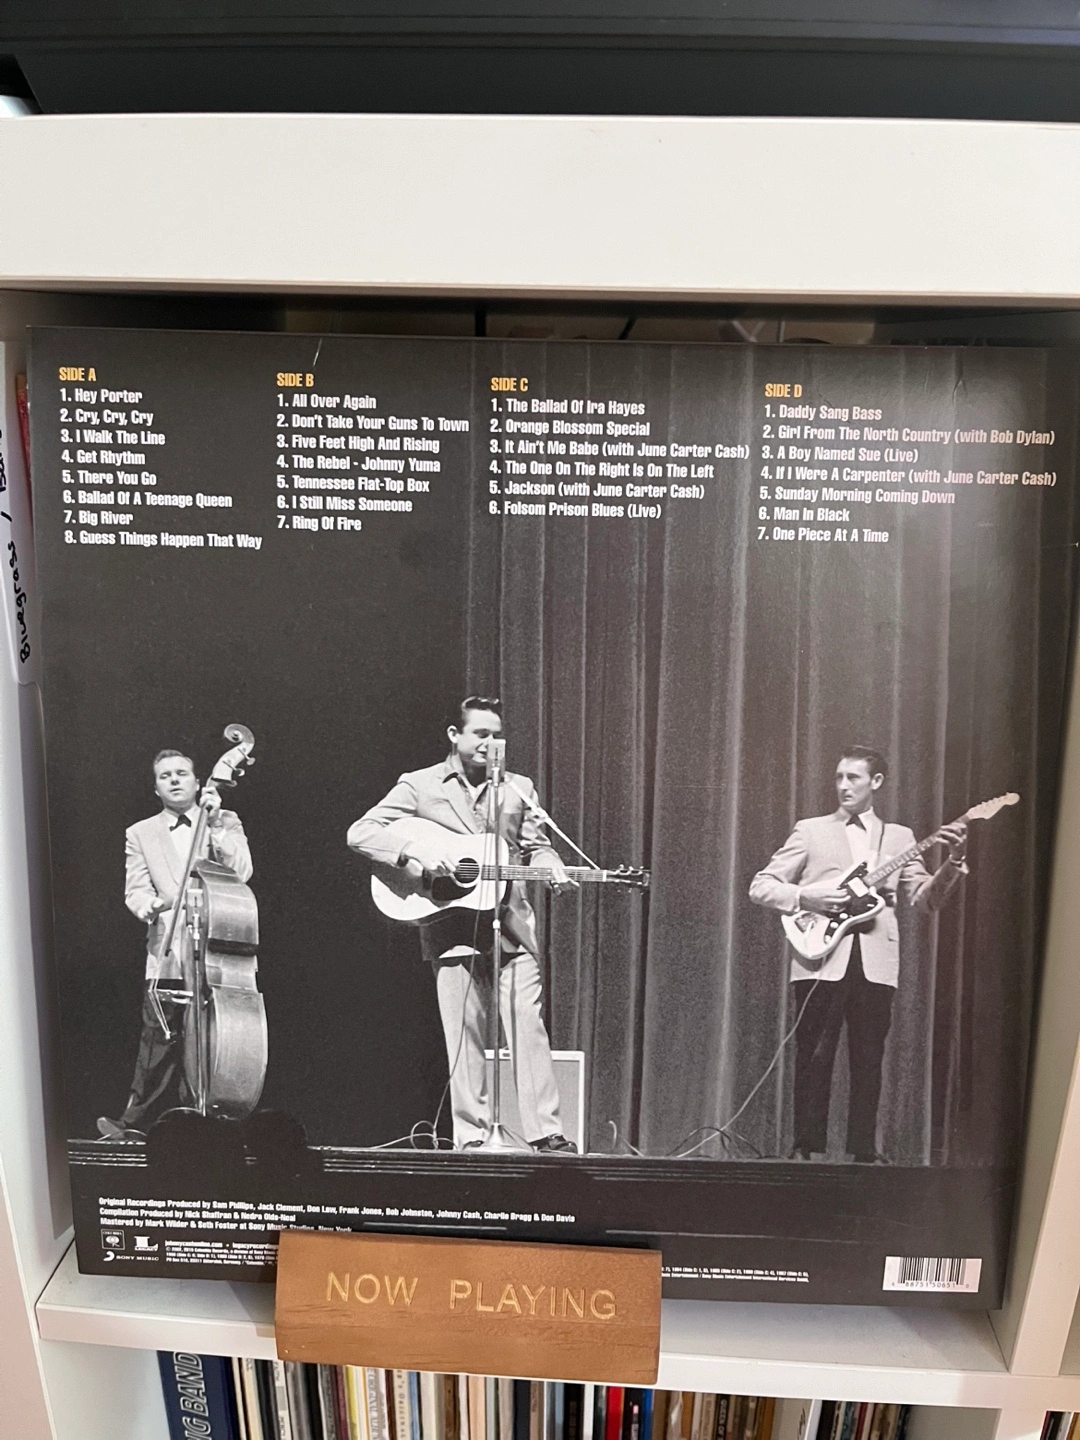 SIDE A
1. Hey Porter
2. Cry, Cry, Cry
3. I Walk The Line
4. Get Rhythm
5. There You Go
6. Ballad Of A Teenage Queen
7. Big River
8. Guess Things Happen That Way
SIDE B
1. All Over Again
2. Don't Take Your Guns To Town
3. Five Feet High And Rising
4. The Rebel - Johnny Yuma
5. Tennessee Flat-Top Box
6. I Still Miss Someone
7. Ring Of Fire
SIDE C
1. The Ballad Of Ira Hayes
2. Orange Blossom Special
3. It Ain't Me Babe (with June Carter Cash)
4. The One On The Right Is On The Left
5. Jackson (with June Carter Cash)
6. Folsom Prison Blues (Live)
SIDE D
1. Daddy Sang Bass
2. Girl From The North Country (with Bob Dylan)
3. A Boy Named Sue (Live)
4. If I Were A Carpenter (with June Carter Cash)
5. Sunday Morning Coming Down
6. Man In Black
7. One Piece At A Time
Bluegrass /
Original Recordings Produced by Sam Phillips, Jack Clement, Don Law, Frank Jones, Bob Johnston, Johnny Cash, Charlie Bragg & Don Davis
Compilation Produced by Nick Shaffran & Nedra Olds-Neal
Mastered by Mark Wilder & Seth Foster at Sony Music Studios, New York
LEGACY
SONY MUSIC
johnnycashonline.com •
NOW PLAYING
NG BAND